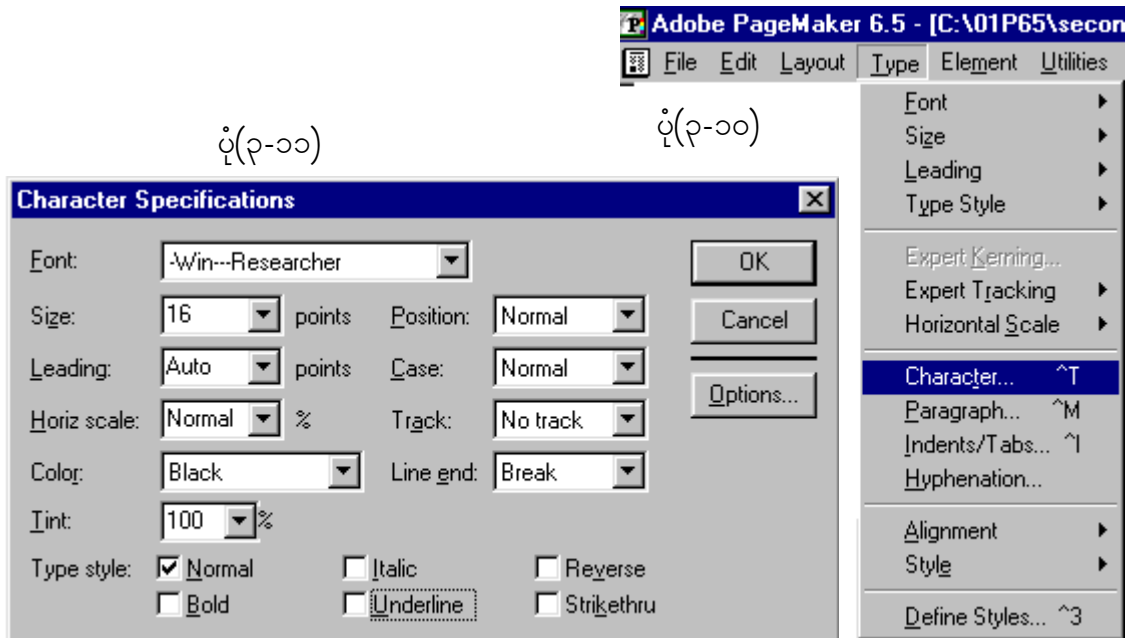 Adobe PageMaker 6.5 - [C:\01P65\secon
File Edit Layout Type Element Utilities
ပုံ(၃-၁၀)
Font
Size
Leading
Type Style
Expert Kerning...
Expert Tracking
Horizontal Scale
Character... ^T
Paragraph... ^M
Indents/Tabs... ^I
Hyphenation...
Alignment
Style
Define Styles... ^3
ပုံ(၃-၁၁)
Character Specifications
Font: -Win---Researcher OK
Size: 16 points Position: Normal Cancel
Leading: Auto points Case: Normal
Options...
Horiz scale: Normal % Track: No track
Color: Black Line end: Break
Tint: 100 %
Type style: Normal Italic Reverse
Bold Underline Strikethru